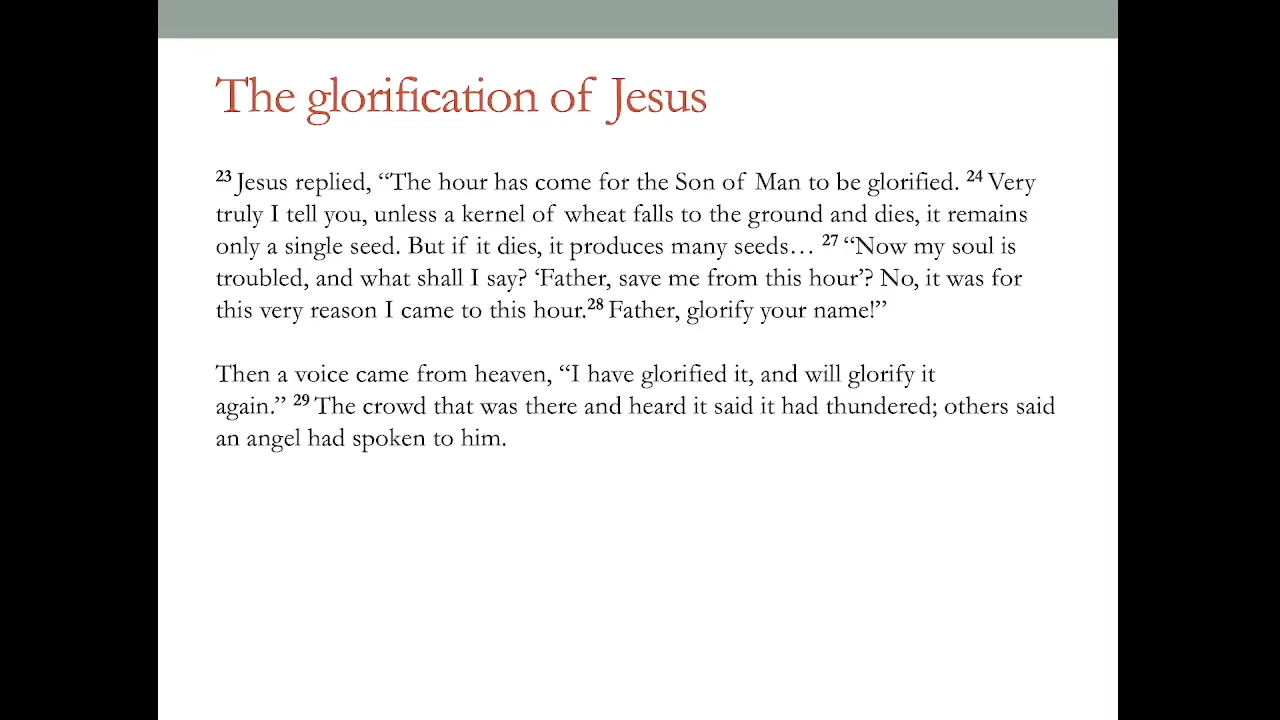 The glorification of Jesus
23 Jesus replied, “The hour has come for the Son of Man to be glorified. 24 Very
truly I tell you, unless a kernel of wheat falls to the ground and dies, it remains
only a single seed. But if it dies, it produces many seeds… 27 “Now my soul is
troubled, and what shall I say? ‘Father, save me from this hour’? No, it was for
this very reason I came to this hour.28 Father, glorify your name!”
Then a voice came from heaven, “I have glorified it, and will glorify it
again.” 29 The crowd that was there and heard it said it had thundered; others said
an angel had spoken to him.